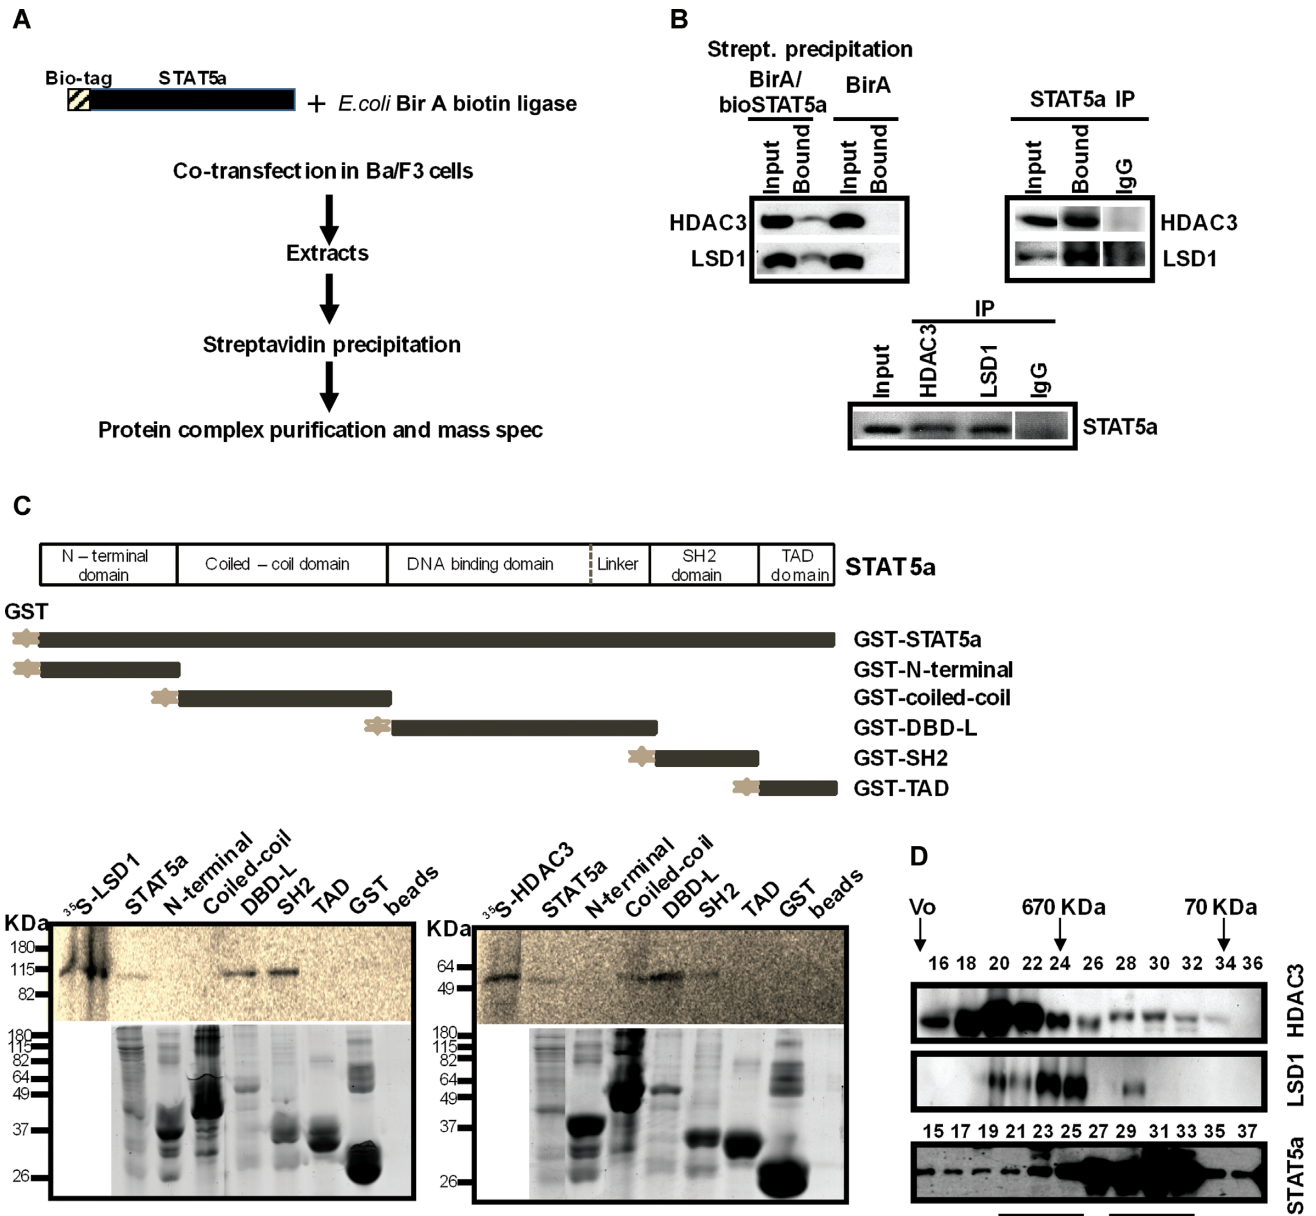 A
Bio-tag STAT5a
+ E.coli Bir A biotin ligase
Co-transfection in Ba/F3 cells
Extracts
Streptavidin precipitation
Protein complex purification and mass spec
B
Strept. precipitation
BirA/
bioSTAT5a
BirA
Input Bound Input Bound
HDAC3
LSD1
STAT5a IP
Input Bound IgG
HDAC3
LSD1
IP
Input HDAC3 LSD1 IgG
STAT5a
C
N – terminal
domain
Coiled – coil domain
DNA binding domain
Linker
SH2
domain
TAD
domain
STAT5a
GST
GST-STAT5a
GST-N-terminal
GST-coiled-coil
GST-DBD-L
GST-SH2
GST-TAD
35S-LSD1 STAT5a N-terminal Coiled-coil DBD-L SH2 TAD GST beads
KDa
180
115
82
180
115
82
64
49
37
26
35S-HDAC3 STAT5a N-terminal Coiled-coil DBD-L SH2 TAD GST beads
KDa
64
49
180
115
82
64
49
37
26
D
Vo 670 KDa 70 KDa
16 18 20 22 24 26 28 30 32 34 36
HDAC3
LSD1
15 17 19 21 23 25 27 29 31 33 35 37
STAT5a